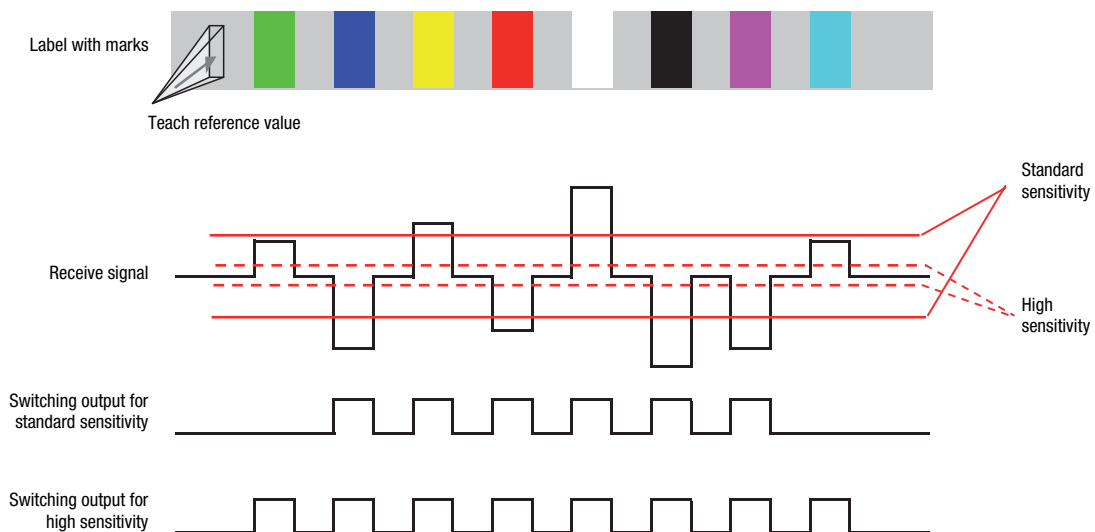 Label with marks
Teach reference value
Standard
sensitivity
Receive signal
High
sensitivity
Switching output for
standard sensitivity
Switching output for
high sensitivity